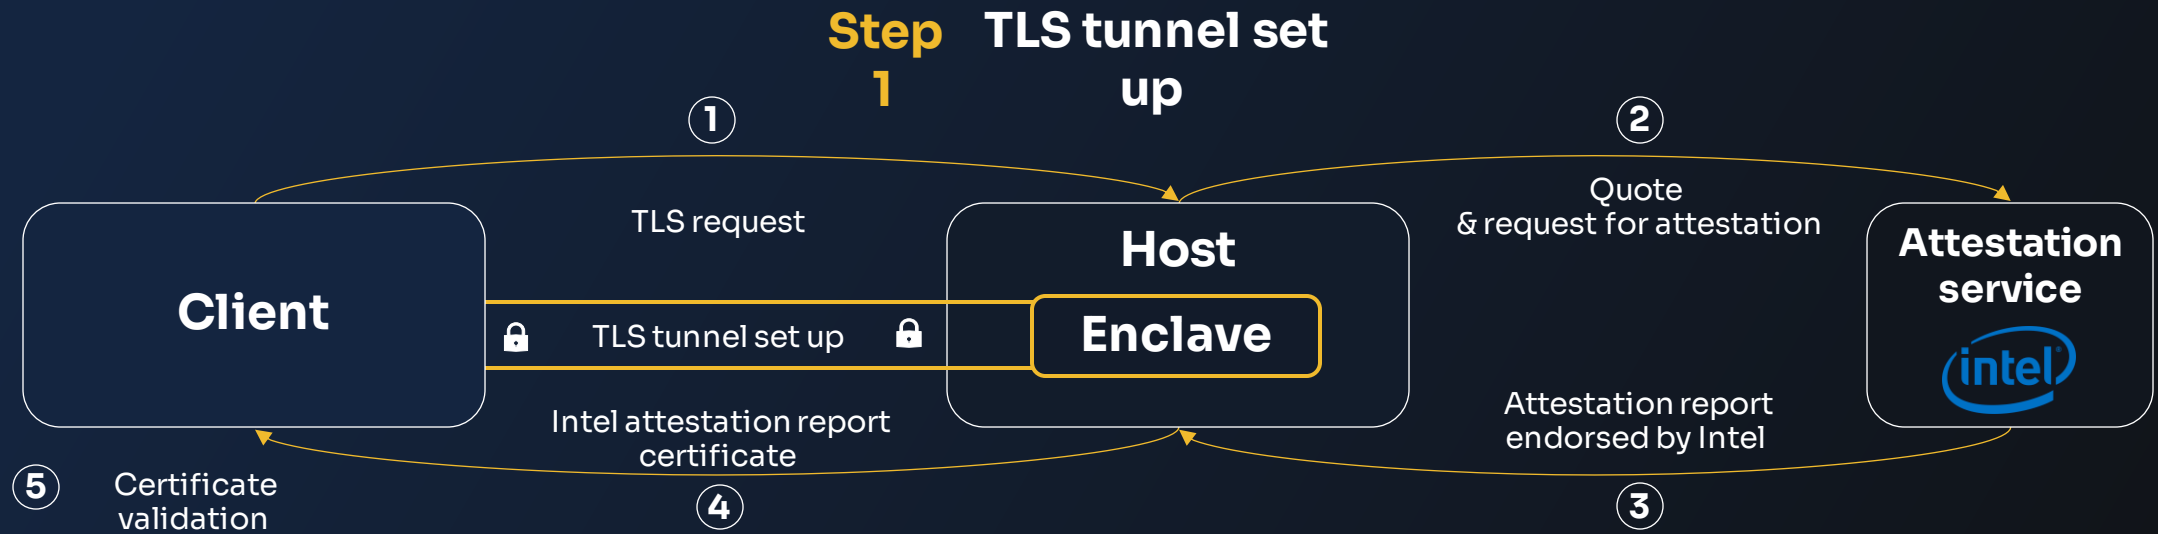 Step
1
TLS tunnel set
up
1
2
TLS request
Quote
& request for attestation
Client
Host
Enclave
Attestation
service
intel
TLS tunnel set up
Intel attestation report
certificate
Attestation report
endorsed by Intel
5
Certificate
validation
4
3